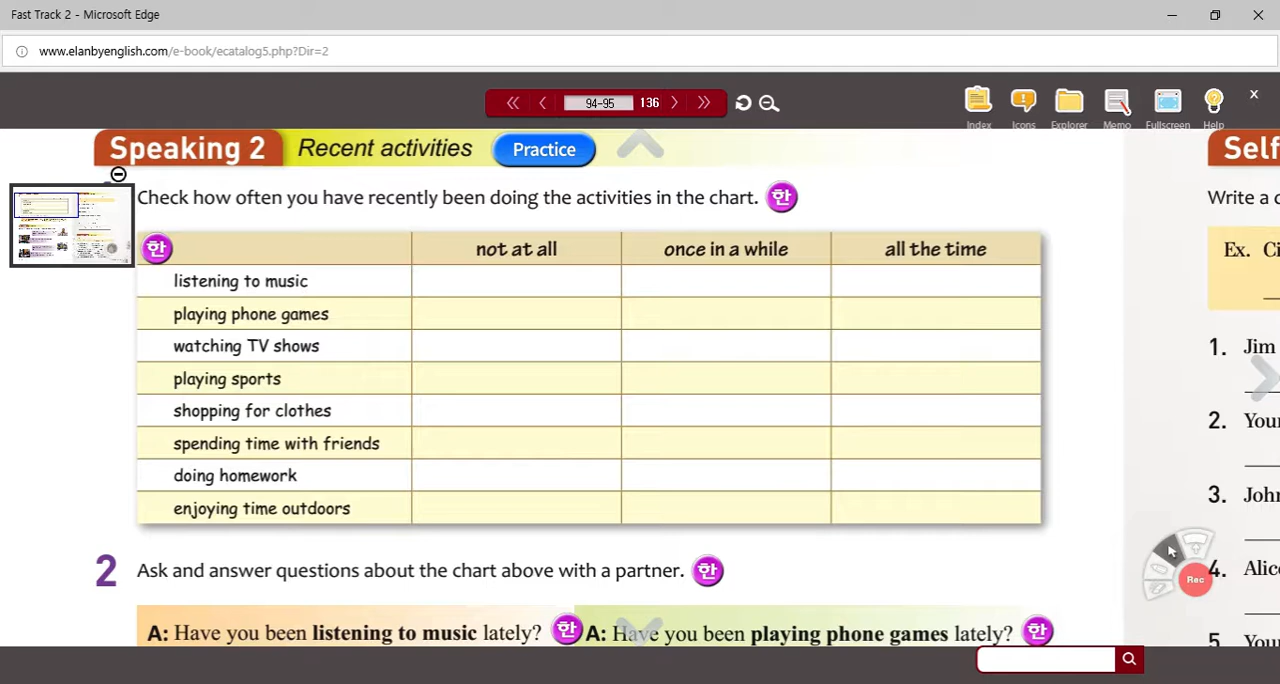 Fast Track 2 - Microsoft Edge
www.elanbyenglish.com/e-book/ecatalog5.php?Dir=2
94-95 136
Index Icons Explorer Memo Fullscreen Help
Speaking 2 Recent activities Practice
Self
Check how often you have recently been doing the activities in the chart. 한
Write a
한 not at all once in a while all the time
listening to music
playing phone games
watching TV shows
playing sports
shopping for clothes
spending time with friends
doing homework
enjoying time outdoors
Ex.
1. Jim
2. Your
3. John
4. Alice
5. Your
Rec
2 Ask and answer questions about the chart above with a partner. 한
A: Have you been listening to music lately? 한 A: Have you been playing phone games lately? 한